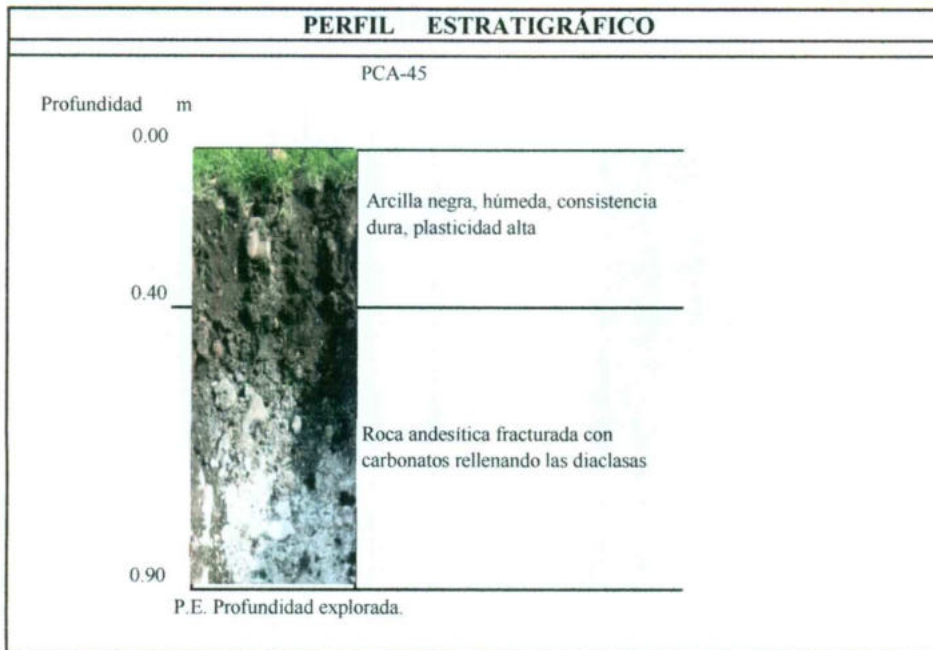 PERFIL ESTRATIGRÁFICO
PCA-45
Profundidad m
0.00
Arcilla negra, húmeda, consistencia
dura, plasticidad alta
0.40
Roca andesítica fracturada con
carbonatos rellenando las diaclasas
0.90
P.E. Profundidad explorada.